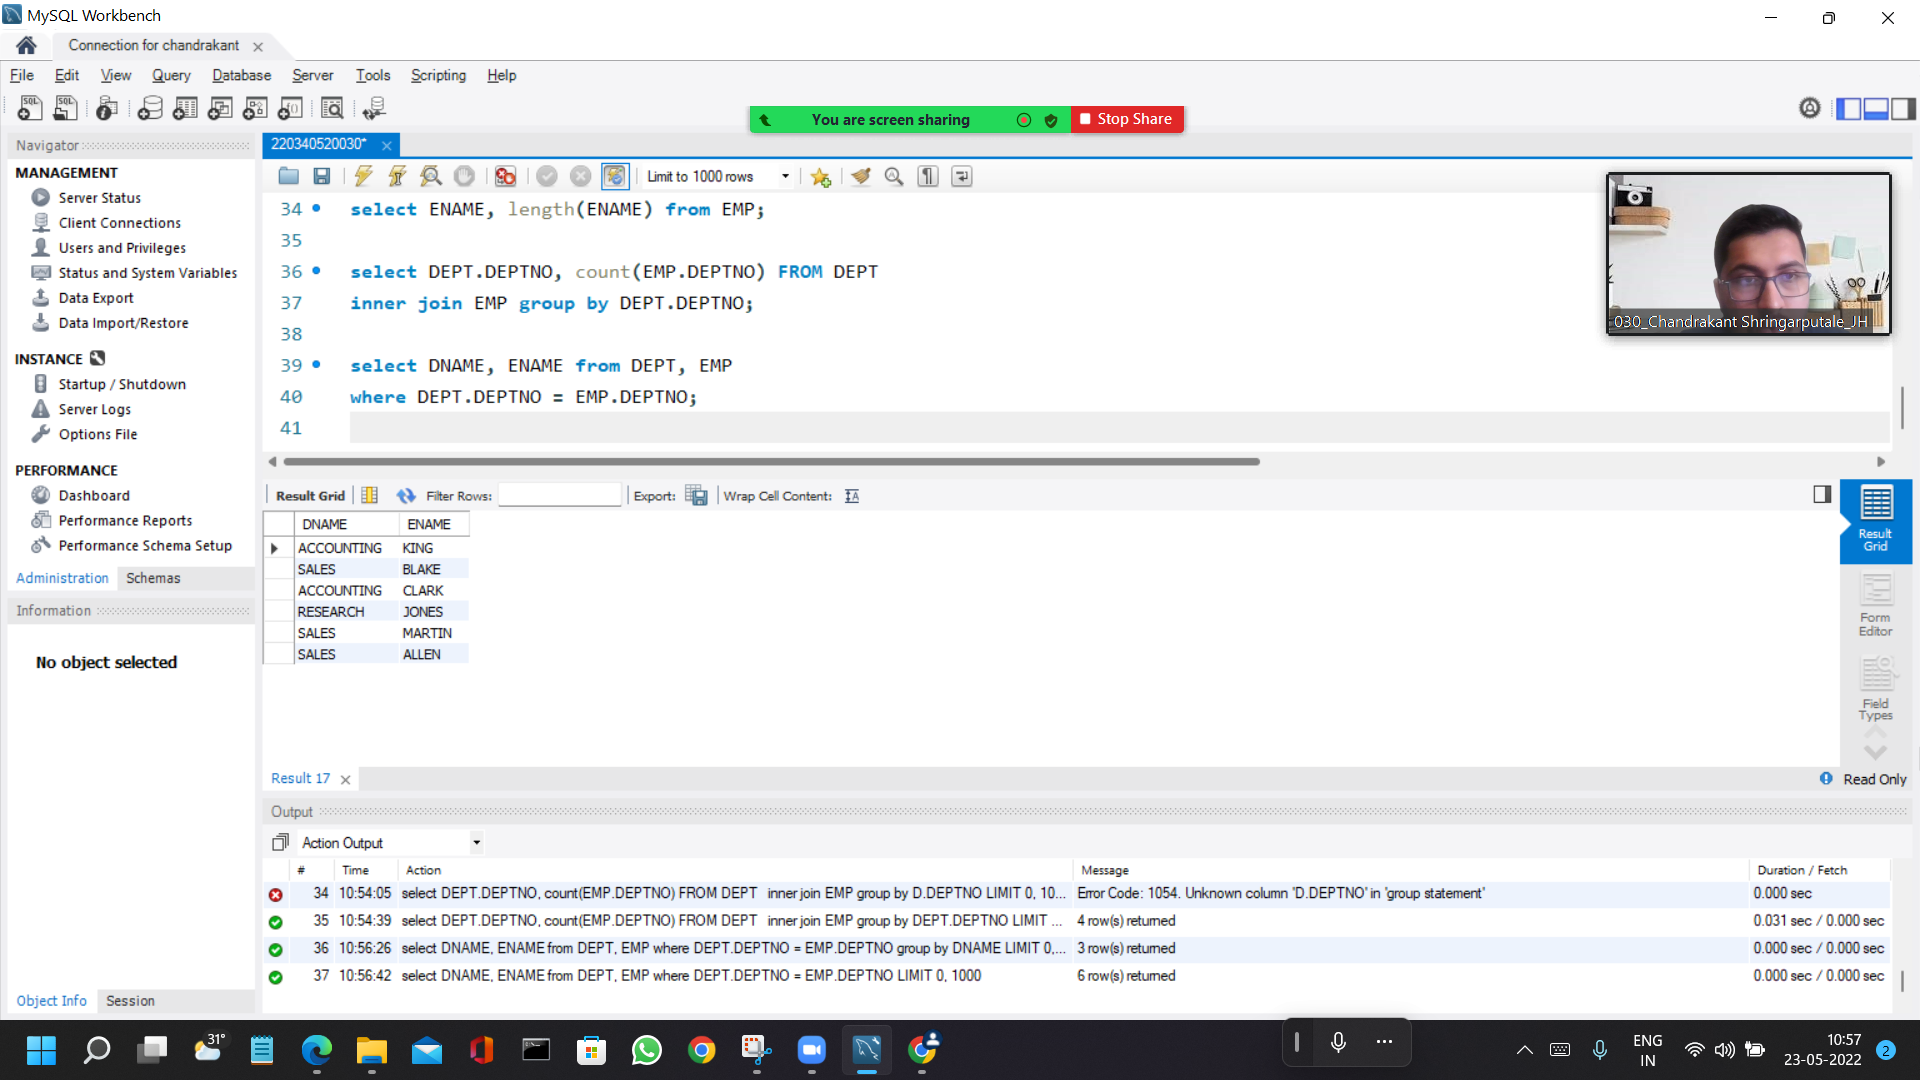 MySQL Workbench
Connection for chandrakant
File Edit View Query Database Server Tools Scripting Help
You are screen sharing Stop Share
Navigator
MANAGEMENT
Server Status
Client Connections
Users and Privileges
Status and System Variables
Data Export
Data Import/Restore
INSTANCE
Startup / Shutdown
Server Logs
Options File
PERFORMANCE
Dashboard
Performance Reports
Performance Schema Setup
Administration Schemas
Information
No object selected
Object Info Session
220340520030*
Limit to 1000 rows
34 select ENAME, length(ENAME) from EMP;
35
36 select DEPT.DEPTNO, count(EMP.DEPTNO) FROM DEPT
37 inner join EMP group by DEPT.DEPTNO;
38
39 select DNAME, ENAME from DEPT, EMP
40 where DEPT.DEPTNO = EMP.DEPTNO;
41
030_Chandrakant Shringarputale_JH
Result Grid Filter Rows: Export: Wrap Cell Content:
DNAME ENAME
ACCOUNTING KING
SALES BLAKE
ACCOUNTING CLARK
RESEARCH JONES
SALES MARTIN
SALES ALLEN
Result
Grid
Form
Editor
Field
Types
Result 17 Read Only
Output
Action Output
# Time Action Message Duration / Fetch
34 10:54:05 select DEPT.DEPTNO, count(EMP.DEPTNO) FROM DEPT inner join EMP group by D.DEPTNO LIMIT 0, 10... Error Code: 1054. Unknown column 'D.DEPTNO' in 'group statement' 0.000 sec
35 10:54:39 select DEPT.DEPTNO, count(EMP.DEPTNO) FROM DEPT inner join EMP group by DEPT.DEPTNO LIMIT ... 4 row(s) returned 0.031 sec / 0.000 sec
36 10:56:26 select DNAME, ENAME from DEPT, EMP where DEPT.DEPTNO = EMP.DEPTNO group by DNAME LIMIT 0,... 3 row(s) returned 0.000 sec / 0.000 sec
37 10:56:42 select DNAME, ENAME from DEPT, EMP where DEPT.DEPTNO = EMP.DEPTNO LIMIT 0, 1000 6 row(s) returned 0.000 sec / 0.000 sec
31°
ENG
IN
10:57
23-05-2022
2